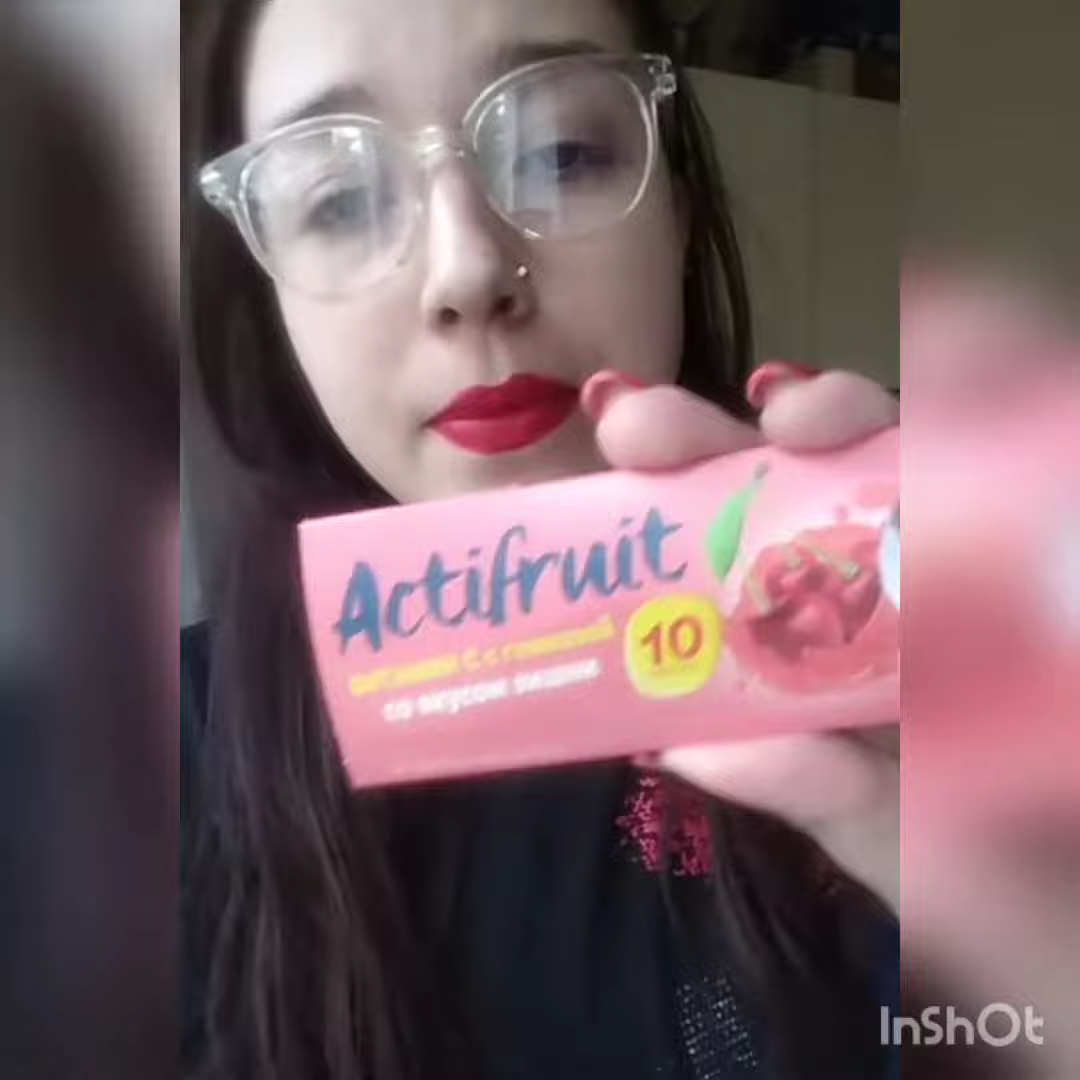 Actifruit
витамин С с глюкозой
со вкусом вишни
10
InShOt